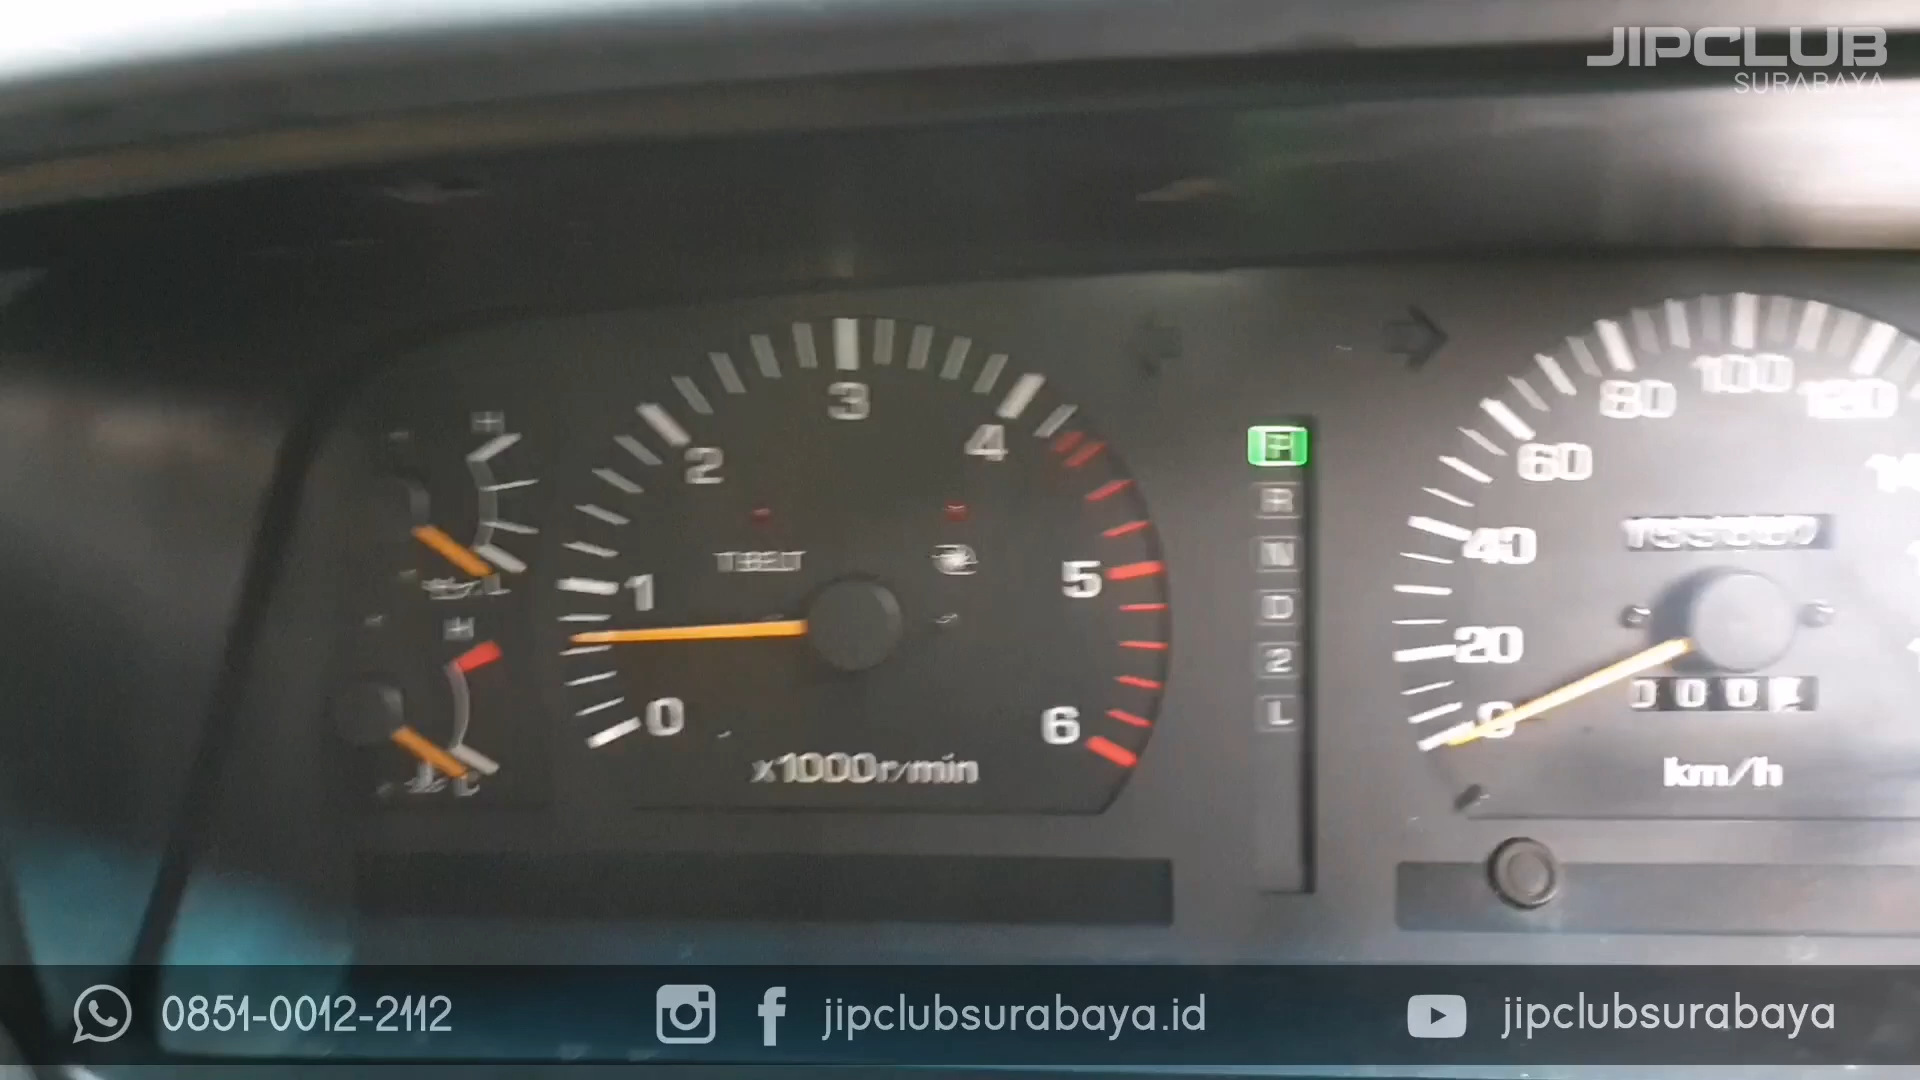 JIPCLUB
SURABAYA
H
3
2
4
1
T.BELT
5
0
6
x1000r/min
H
C
P
R
N
D
2
L
100
80
120
60
40
20
0
km/h
0851-0012-2112
jipclubsurabaya.id
jipclubsurabaya